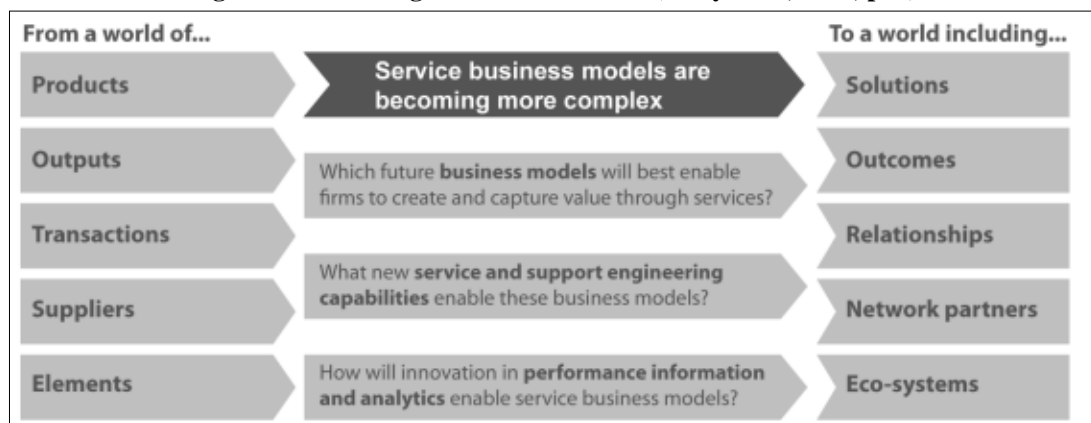 From a world of...
To a world including...
Products
Service business models are
becoming more complex
Solutions
Outputs
Which future business models will best enable
firms to create and capture value through services?
Outcomes
Transactions
Relationships
What new service and support engineering
capabilities enable these business models?
Suppliers
Network partners
Elements
How will innovation in performance information
and analytics enable service business models?
Eco-systems